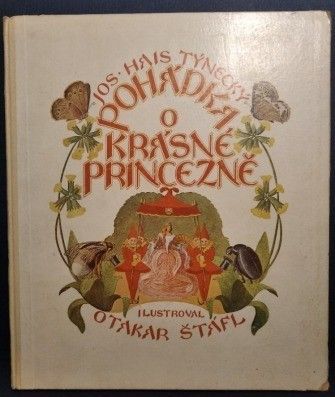 JOS. HAIS TÝNECKÝ
POHÁDKA
O
KRÁSNÉ
PRINCEZNĚ
ILUSTROVAL
OTAKAR ŠTÁFL